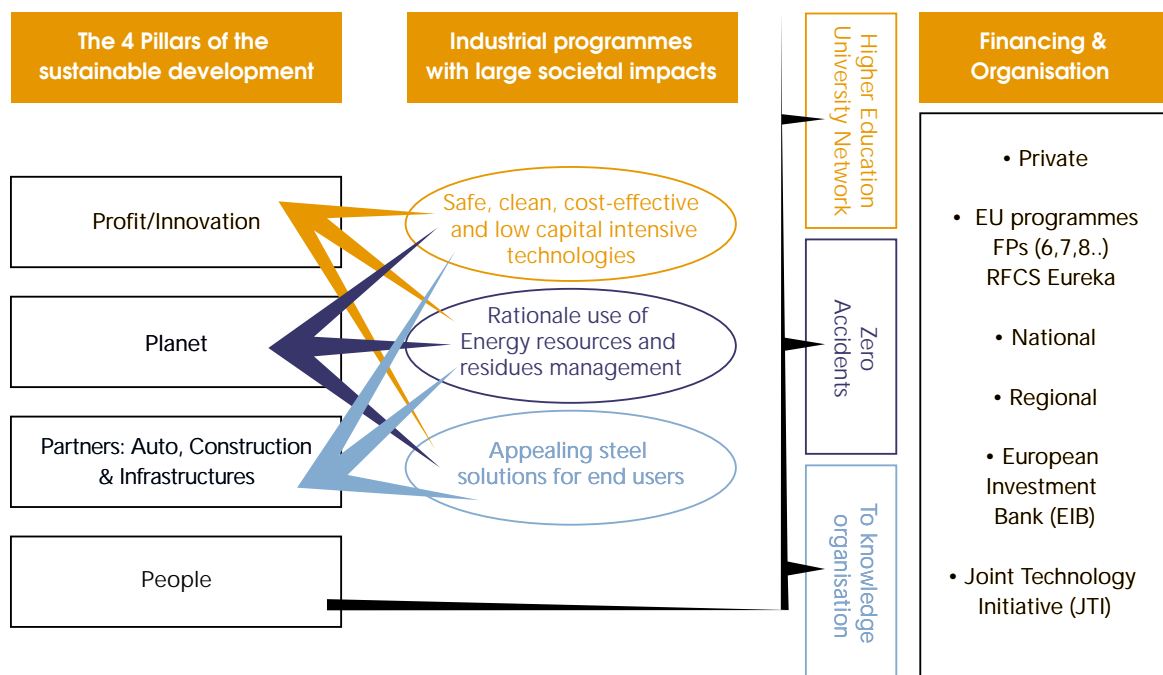 The 4 Pillars of the
sustainable development
Profit/Innovation
Planet
Partners: Auto, Construction
& Infrastructures
People
Industrial programmes
with large societal impacts
Safe, clean, cost-effective
and low capital intensive
technologies
Rationale use of
Energy resources and
residues management
Appealing steel
solutions for end users
Higher Education
University Network
Zero
Accidents
To knowledge
organisation
Financing &
Organisation
• Private
• EU programmes
FPs (6,7,8..)
RFCS Eureka
• National
• Regional
• European
Investment
Bank (EIB)
• Joint Technology
Initiative (JTI)